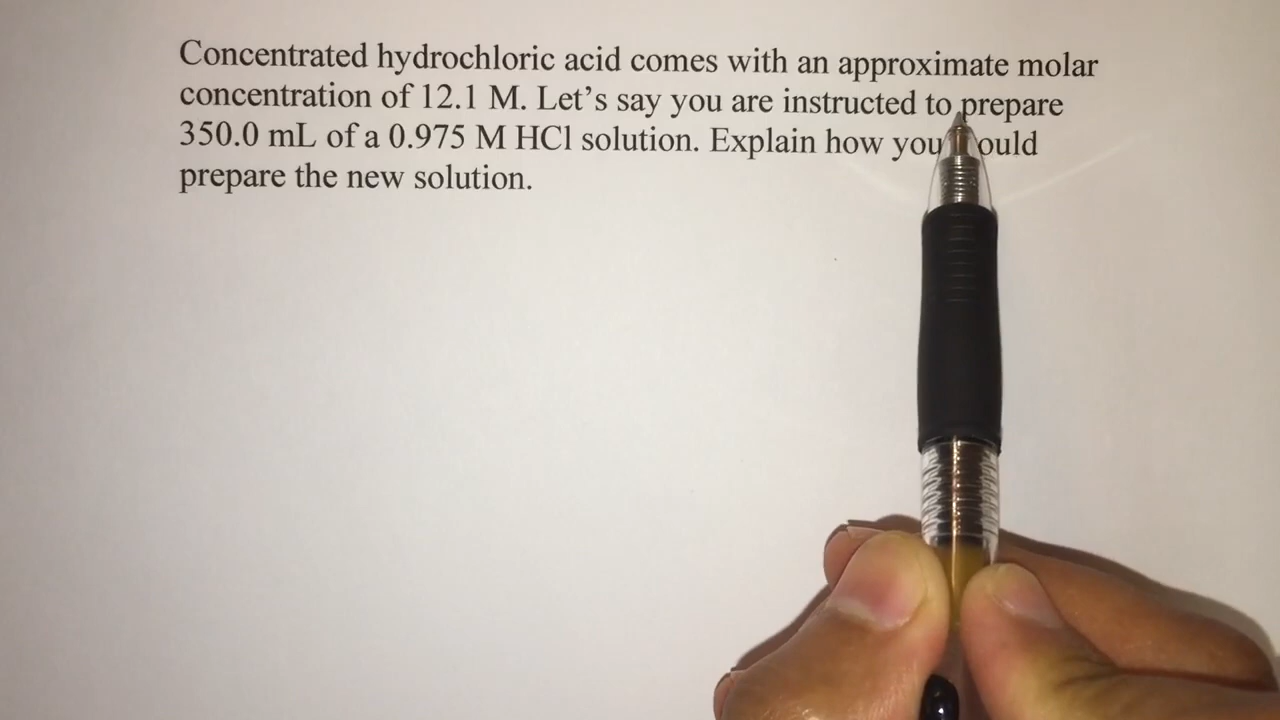 Concentrated hydrochloric acid comes with an approximate molar
concentration of 12.1 M. Let's say you are instructed to prepare
350.0 mL of a 0.975 M HCl solution. Explain how you
prepare the new solution.